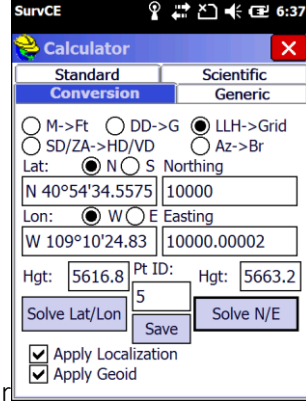 SurvCE 6:37
Calculator
Standard Scientific
Conversion Generic
M->Ft DD->G LLH->Grid
SD/ZA->HD/VD Az->Br
Lat: N S Northing
N 40°54'34.5575 10000
Lon: W E Easting
W 109°10'24.83 10000.00002
Hgt: 5616.8 Pt ID: Hgt: 5663.2
5
Solve Lat/Lon Save Solve N/E
Apply Localization
Apply Geoid
r